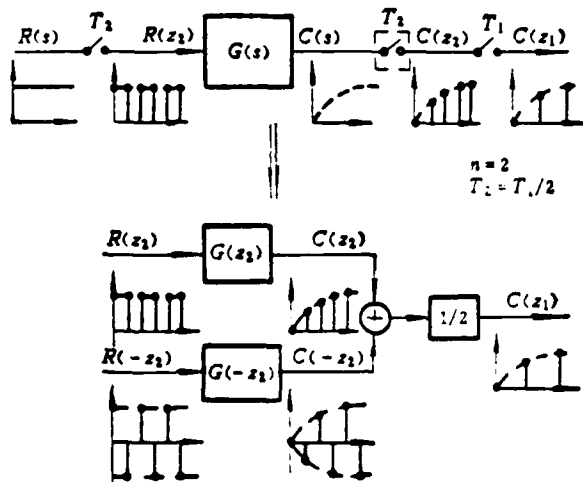 R(s) T₂ R(z₂) G(s) C(s) T₂ C(z₂) T₁ C(z₁)
n=2
T₂=T₁/2
R(z₂) G(z₂) C(z₂)
1/2 C(z₁)
R(-z₂) G(-z₂) C(-z₂)